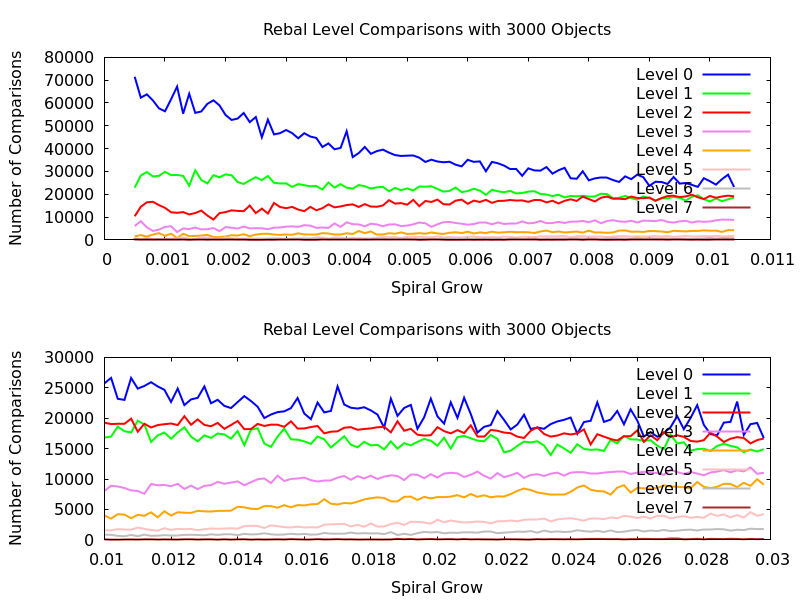 Rebal Level Comparisons with 3000 Objects
Number of Comparisons
80000
70000
60000
50000
40000
30000
20000
10000
0
Level 0
Level 1
Level 2
Level 3
Level 4
Level 5
Level 6
Level 7
0 0.001 0.002 0.003 0.004 0.005 0.006 0.007 0.008 0.009 0.01 0.011
Spiral Grow
Rebal Level Comparisons with 3000 Objects
Number of Comparisons
30000
25000
20000
15000
10000
5000
0
Level 0
Level 1
Level 2
Level 3
Level 4
Level 5
Level 6
Level 7
0.01 0.012 0.014 0.016 0.018 0.02 0.022 0.024 0.026 0.028 0.03
Spiral Grow